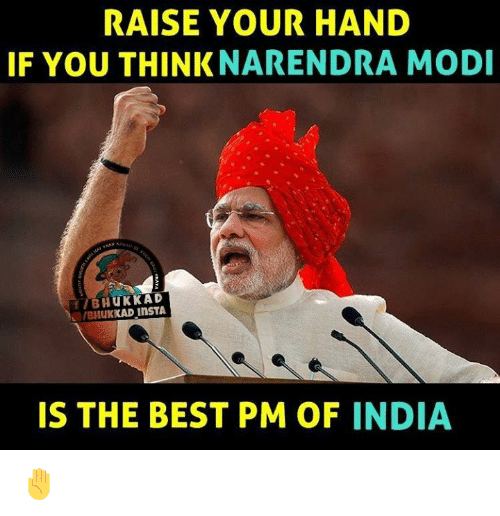 RAISE YOUR HAND
IF YOU THINK NARENDRA MODI
/BHUKKAD
/BHUKKAD INSTA
IS THE BEST PM OF INDIA